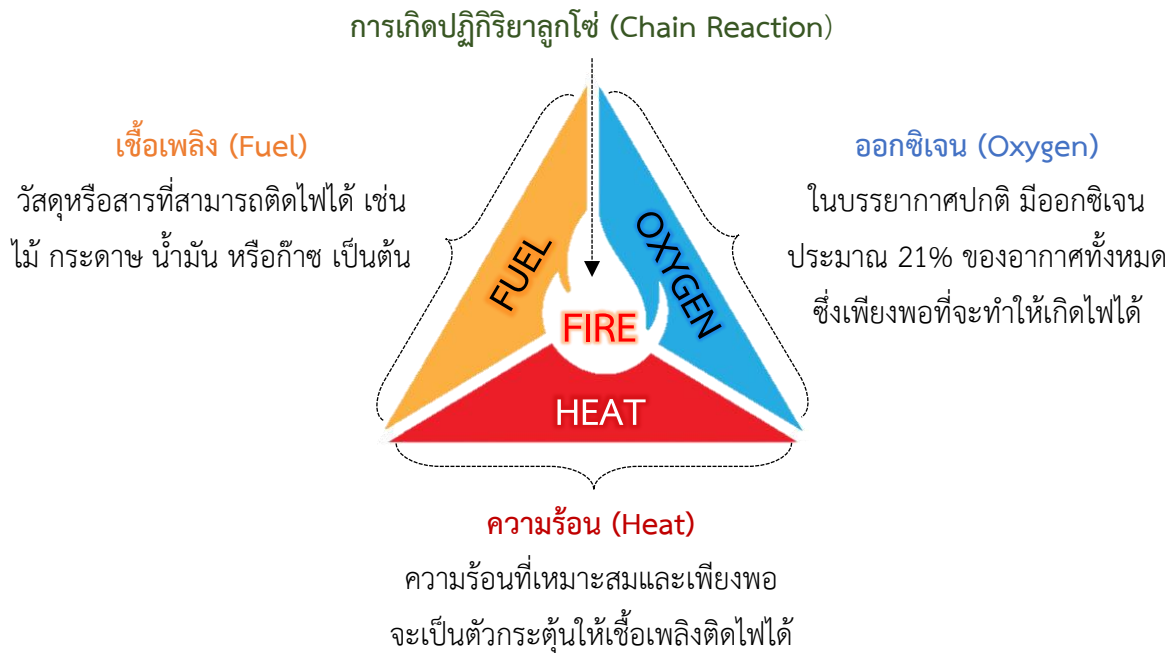 การเกิดปฏิกิริยาลูกโซ่ (Chain Reaction)
เชื้อเพลิง (Fuel)
วัสดุหรือสารที่สามารถติดไฟได้ เช่น
ไม้ กระดาษ น้ำมัน หรือก๊าซ เป็นต้น
ออกซิเจน (Oxygen)
ในบรรยากาศปกติ มีออกซิเจน
ประมาณ 21% ของอากาศทั้งหมด
ซึ่งเพียงพอที่จะทำให้เกิดไฟได้
FUEL
OXYGEN
FIRE
HEAT
ความร้อน (Heat)
ความร้อนที่เหมาะสมและเพียงพอ
จะเป็นตัวกระตุ้นให้เชื้อเพลิงติดไฟได้